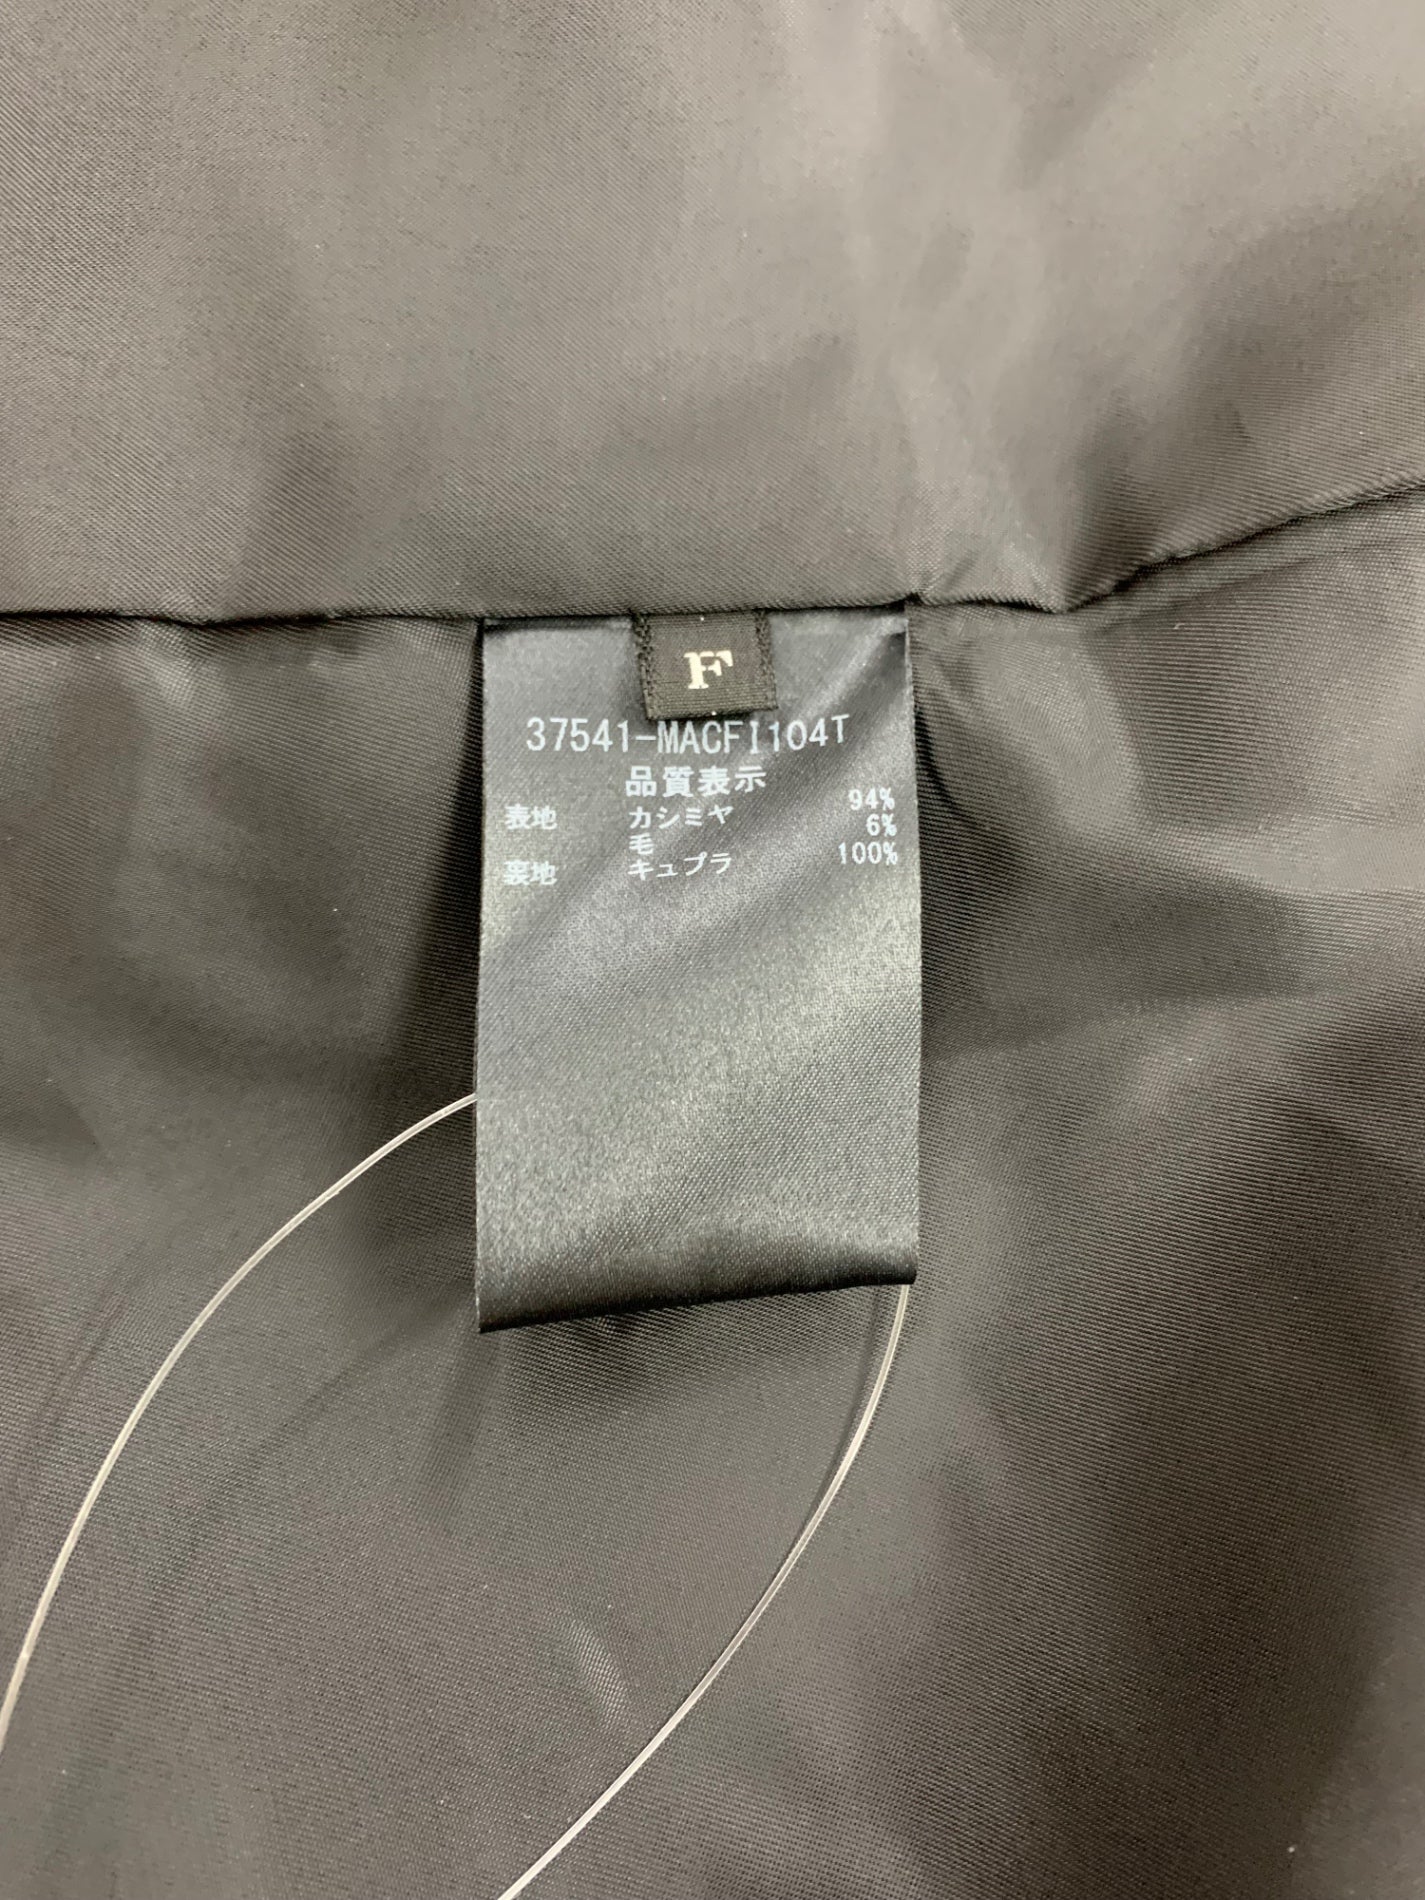 F
37541-MACFI104T
品質表示
表地 カシミヤ 94%
毛 6%
裏地 キュプラ 100%